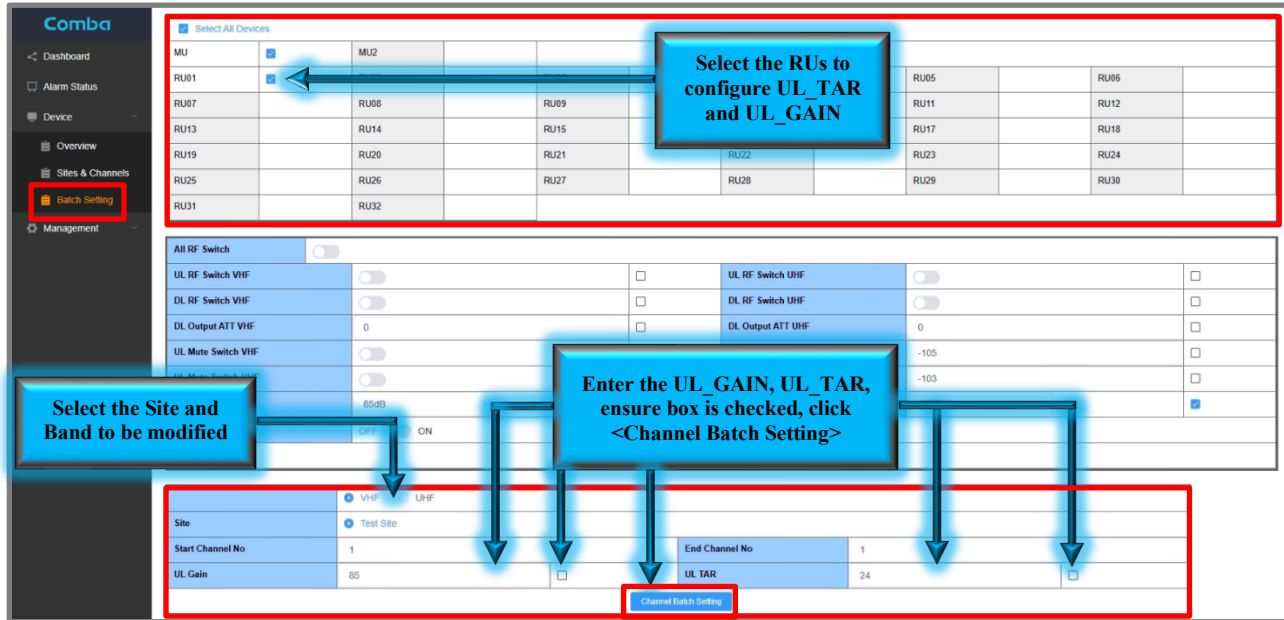 Comba
Dashboard
Alarm Status
Device
Overview
Sites & Channels
Batch Setting
Management
Select All Devices
MU MU2
RU01 RU05 RU06
RU07 RU08 RU09 RU11 RU12
RU13 RU14 RU15 RU17 RU18
RU19 RU20 RU21 RU22 RU23 RU24
RU25 RU26 RU27 RU28 RU29 RU30
RU31 RU32
Select the RUs to
configure UL_TAR
and UL_GAIN
All RF Switch
UL RF Switch VHF UL RF Switch UHF
DL RF Switch VHF DL RF Switch UHF
DL Output ATT VHF 0 DL Output ATT UHF 0
UL Mute Switch VHF -105
UL Mute Switch UHF -103
85dB
OFF ON
Select the Site and
Band to be modified
Enter the UL_GAIN, UL_TAR,
ensure box is checked, click
<Channel Batch Setting>
VHF UHF
Site Test Site
Start Channel No 1 End Channel No 1
UL Gain 85 UL TAR 24
Channel Batch Setting